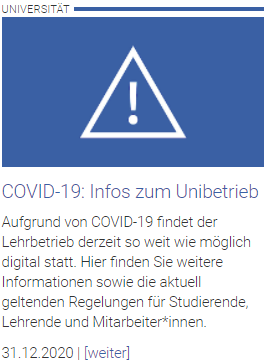 UNIVERSITÄT
!
COVID-19: Infos zum Unibetrieb
Aufgrund von COVID-19 findet der
Lehrbetrieb derzeit so weit wie möglich
digital statt. Hier finden Sie weitere
Informationen sowie die aktuell
geltenden Regelungen für Studierende,
Lehrende und Mitarbeiter*innen.
31.12.2020 | [weiter]